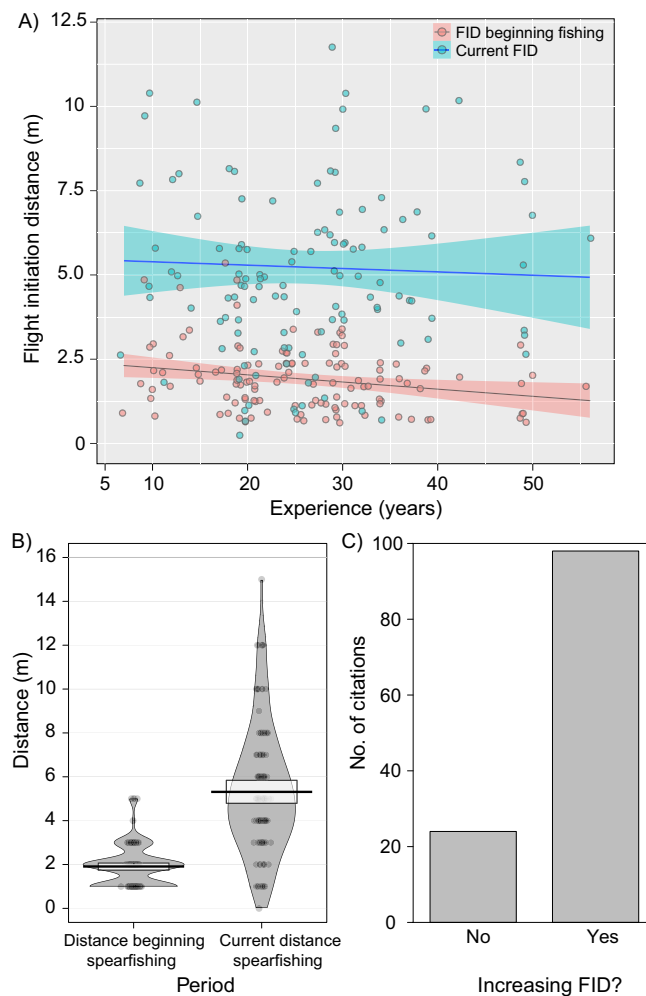 A)
12.5
10
7.5
5.0
2.5
0
Flight initiation distance (m)
FID beginning fishing
Current FID
5
10
20
30
40
50
Experience (years)
B)
16
14
12
10
8
6
4
2
0
Distance (m)
Distance beginning
spearfishing
Current distance
spearfishing
Period
C)
100
80
60
40
20
0
No. of citations
No
Yes
Increasing FID?